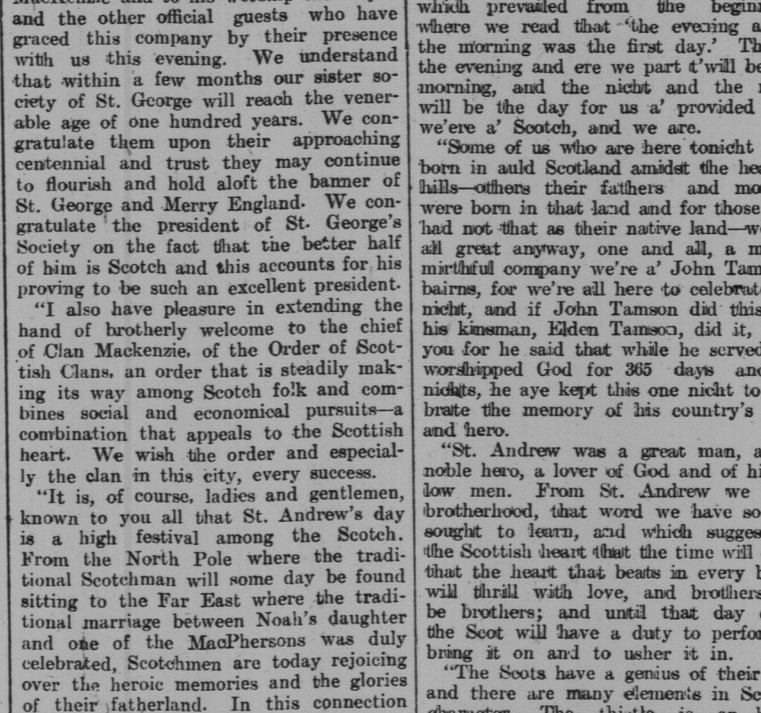 and the other official guests who have
graced this company by their presence
with us this evening. We understand
that within a few months our sister so-
ciety of St. George will reach the vener-
able age of one hundred years. We con-
gratulate them upon their approaching
centennial and trust they may continue
to flourish and hold aloft the banner of
St. George and Merry England. We con-
gratulate the president of St. George's
Society on the fact that the better half
of him is Scotch and this accounts for his
proving to be such an excellent president.
"I also have pleasure in extending the
hand of brotherly welcome to the chief
of Clan Mackenzie, of the Order of Scot-
tish Clans, an order that is steadily mak-
ing its way among Scotch folk and com-
bines social and economical pursuits—a
combination that appeals to the Scottish
heart. We wish the order and especial-
ly the clan in this city, every success.
"It is, of course, ladies and gentlemen,
known to you all that St. Andrew's day
is a high festival among the Scotch.
From the North Pole where the tradi-
tional Scotchman will some day be found
sitting to the Far East where the tradi-
tional marriage between Noah's daughter
and one of the MacPhersons was duly
celebrated, Scotchmen are today rejoicing
over the heroic memories and the glories
of their fatherland. In this connection
which prevailed from the
where we read that 'the evening
the morning was the first day.'
the evening and ere we part t'will
morning, and the nicht and the
will be the day for us a' provided
we'ere a' Scotch, and we are.
"Some of us who are here tonicht
born in auld Scotland amidst the
hills—others their fathers and
were born in that land and for those
had not that as their native land—
all great anyway, one and all, a
mirthful company we're a' John
bairns, for we're all here to
nicht, and if John Tamson did this
his kinsman, Elden Tamson, did it,
you for he said that while he served
worshipped God for 365 days
nichts, he aye kept this one nicht to
brate the memory of his country's
and hero.
"St. Andrew was a great man,
noble hero, a lover of God and of
low men. From St. Andrew we
brotherhood, that word we have
sought to learn, and which
the Scottish heart that the time will
that the heart that beats in every
will thrill with love, and
be brothers; and until that day
the Scot will have a duty to
bring it on and to usher it in.
"The Scots have a genius of their
and there are many elements in